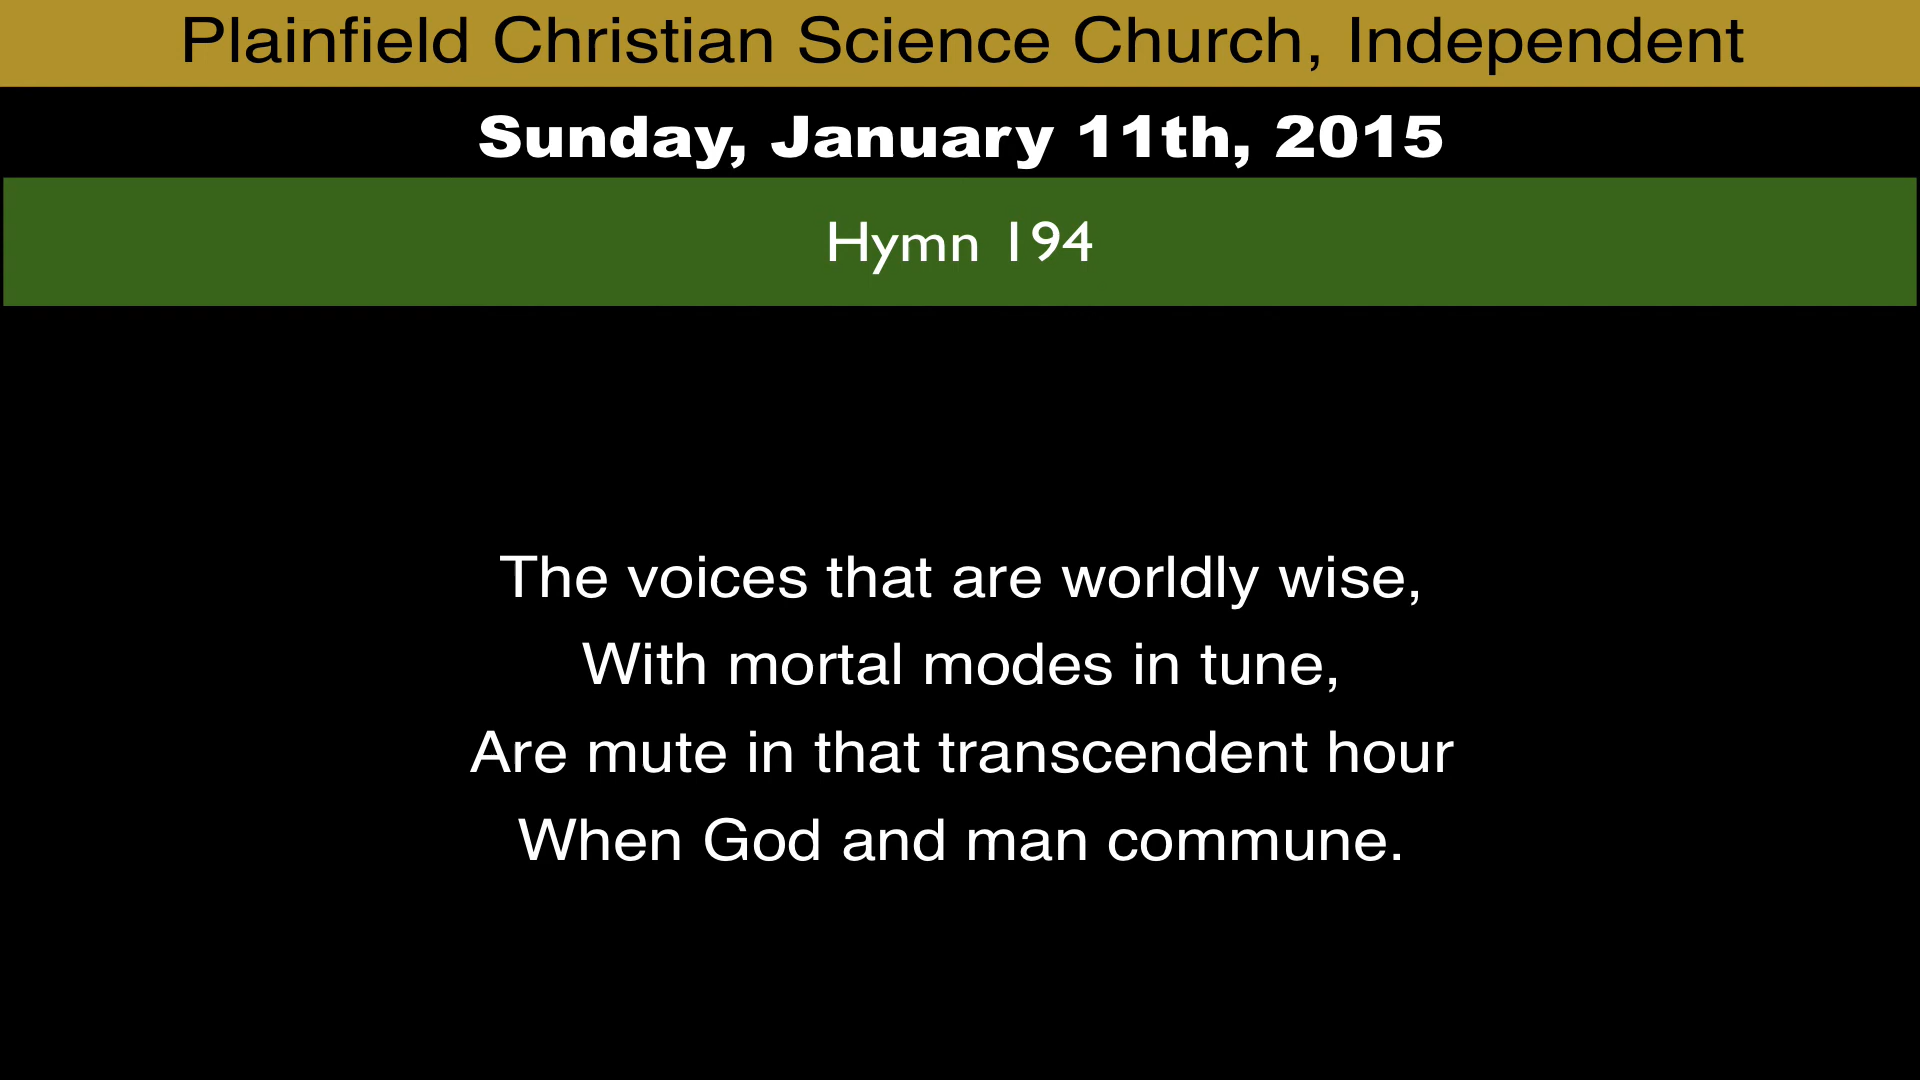 Plainfield Christian Science Church, Independent
Sunday, January 11th, 2015
Hymn 194
The voices that are worldly wise,
With mortal modes in tune,
Are mute in that transcendent hour
When God and man commune.